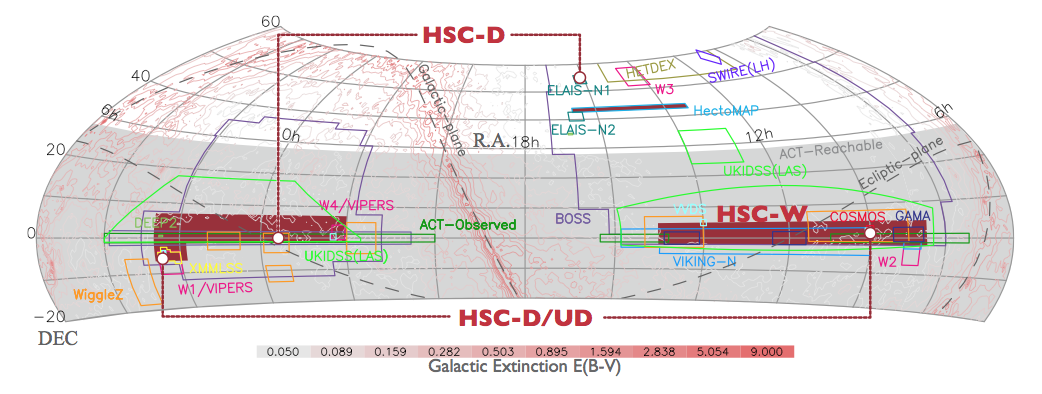 60
HSC-D
40
HETDEX
SWIRE(LH)
ELAIS-N1
W3
HectoMAP
6h
Galactic-plane
ELAIS-N2
6h
0h
R.A.
18h
12h
20
ACT-Reachable
UKIDSS(LAS)
Ecliptic-plane
W4/VIPERS
DEEP2
ACT-Observed
BOSS
HSC-W
COSMOS
GAMA
0
UKIDSS(LAS)
VIKING-N
W2
XMMLSS
W1/VIPERS
WiggleZ
-20
HSC-D/UD
DEC
0.050 0.089 0.159 0.282 0.503 0.895 1.594 2.838 5.054 9.000
Galactic Extinction E(B-V)